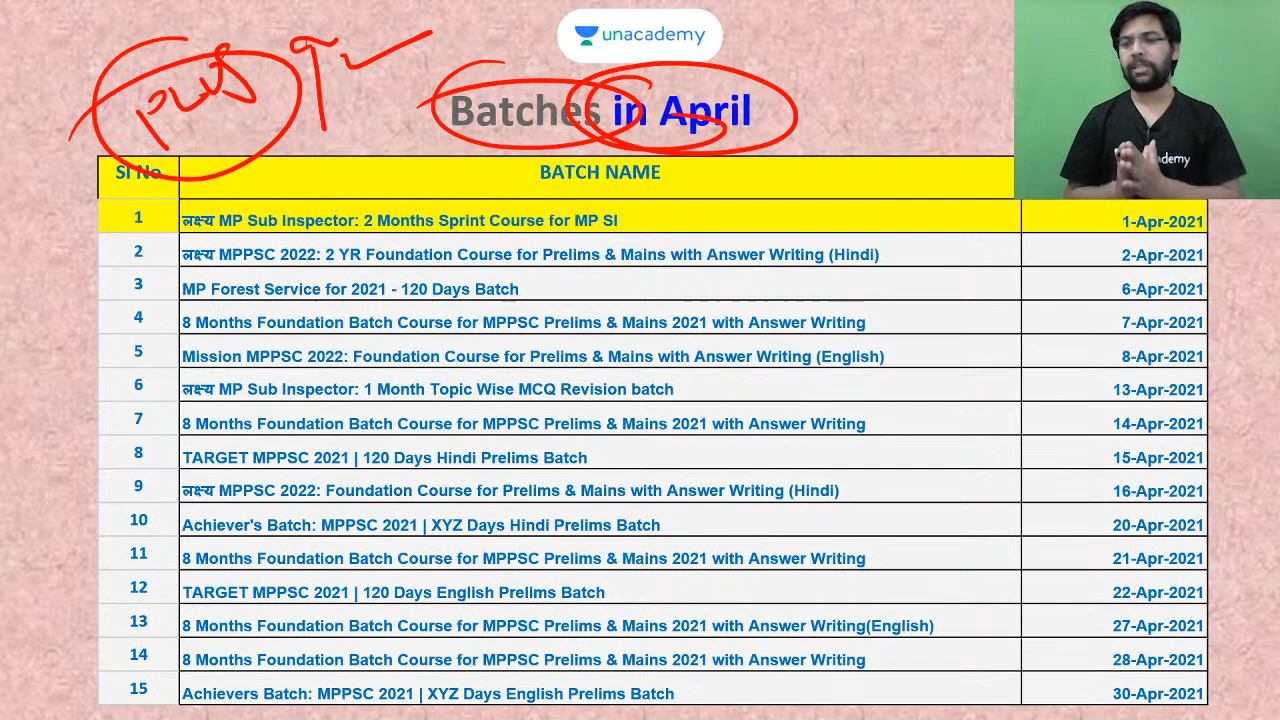 unacademy
plus
Batches in April
Sl No BATCH NAME
1 लक्ष्य MP Sub Inspector: 2 Months Sprint Course for MP SI 1-Apr-2021
2 लक्ष्य MPPSC 2022: 2 YR Foundation Course for Prelims & Mains with Answer Writing (Hindi) 2-Apr-2021
3 MP Forest Service for 2021 - 120 Days Batch 6-Apr-2021
4 8 Months Foundation Batch Course for MPPSC Prelims & Mains 2021 with Answer Writing 7-Apr-2021
5 Mission MPPSC 2022: Foundation Course for Prelims & Mains with Answer Writing (English) 8-Apr-2021
6 लक्ष्य MP Sub Inspector: 1 Month Topic Wise MCQ Revision batch 13-Apr-2021
7 8 Months Foundation Batch Course for MPPSC Prelims & Mains 2021 with Answer Writing 14-Apr-2021
8 TARGET MPPSC 2021 | 120 Days Hindi Prelims Batch 15-Apr-2021
9 लक्ष्य MPPSC 2022: Foundation Course for Prelims & Mains with Answer Writing (Hindi) 16-Apr-2021
10 Achiever's Batch: MPPSC 2021 | XYZ Days Hindi Prelims Batch 20-Apr-2021
11 8 Months Foundation Batch Course for MPPSC Prelims & Mains 2021 with Answer Writing 21-Apr-2021
12 TARGET MPPSC 2021 | 120 Days English Prelims Batch 22-Apr-2021
13 8 Months Foundation Batch Course for MPPSC Prelims & Mains 2021 with Answer Writing(English) 27-Apr-2021
14 8 Months Foundation Batch Course for MPPSC Prelims & Mains 2021 with Answer Writing 28-Apr-2021
15 Achievers Batch: MPPSC 2021 | XYZ Days English Prelims Batch 30-Apr-2021